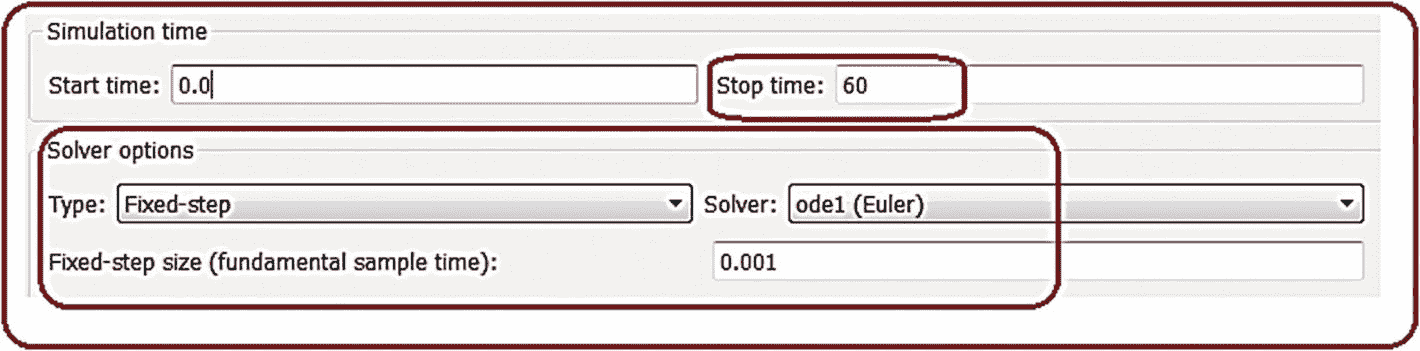 Simulation time
Start time: 0.0 Stop time: 60
Solver options
Type: Fixed-step Solver: ode1 (Euler)
Fixed-step size (fundamental sample time): 0.001